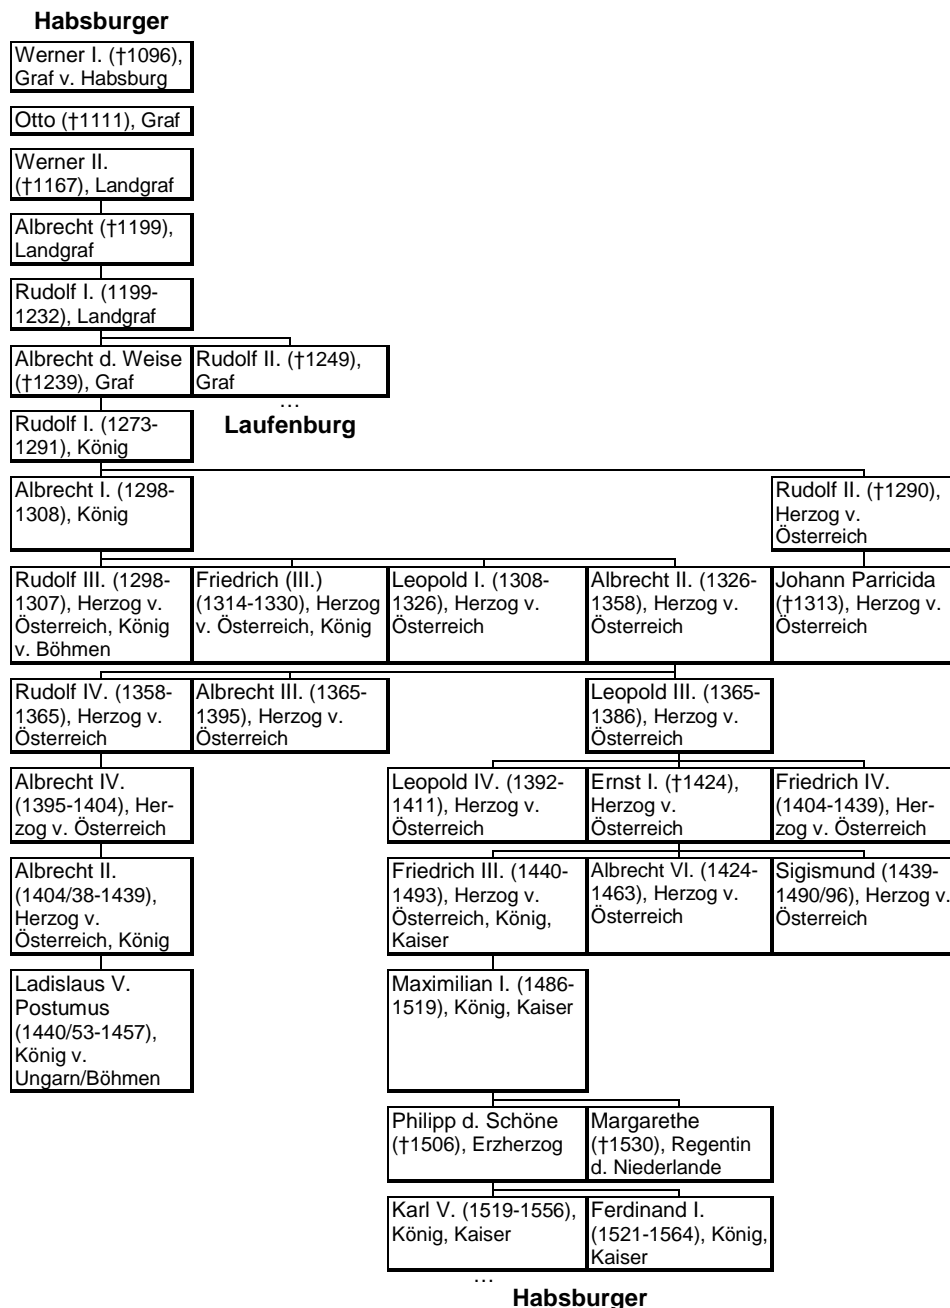 Habsburger
Werner I. (†1096),
Graf v. Habsburg
Otto (†1111), Graf
Werner II.
(†1167), Landgraf
Albrecht (†1199),
Landgraf
Rudolf I. (1199-
1232), Landgraf
Albrecht d. Weise
(†1239), Graf
Rudolf II. (†1249),
Graf
…
Laufenburg
Rudolf I. (1273-
1291), König
Albrecht I. (1298-
1308), König
Rudolf II. (†1290),
Herzog v.
Österreich
Rudolf III. (1298-
1307), Herzog v.
Österreich, König
v. Böhmen
Friedrich (III.)
(1314-1330), Herzog
v. Österreich, König
Leopold I. (1308-
1326), Herzog v.
Österreich
Albrecht II. (1326-
1358), Herzog v.
Österreich
Johann Parricida
(†1313), Herzog v.
Österreich
Rudolf IV. (1358-
1365), Herzog v.
Österreich
Albrecht III. (1365-
1395), Herzog v.
Österreich
Leopold III. (1365-
1386), Herzog v.
Österreich
Albrecht IV.
(1395-1404), Her-
zog v. Österreich
Leopold IV. (1392-
1411), Herzog v.
Österreich
Ernst I. (†1424),
Herzog v.
Österreich
Friedrich IV.
(1404-1439), Her-
zog v. Österreich
Albrecht II.
(1404/38-1439),
Herzog v.
Österreich, König
Friedrich III. (1440-
1493), Herzog v.
Österreich, König,
Kaiser
Albrecht VI. (1424-
1463), Herzog v.
Österreich
Sigismund (1439-
1490/96), Herzog v.
Österreich
Ladislaus V.
Postumus
(1440/53-1457),
König v.
Ungarn/Böhmen
Maximilian I. (1486-
1519), König, Kaiser
Philipp d. Schöne
(†1506), Erzherzog
Margarethe
(†1530), Regentin
d. Niederlande
Karl V. (1519-1556),
König, Kaiser
Ferdinand I.
(1521-1564), König,
Kaiser
…
Habsburger